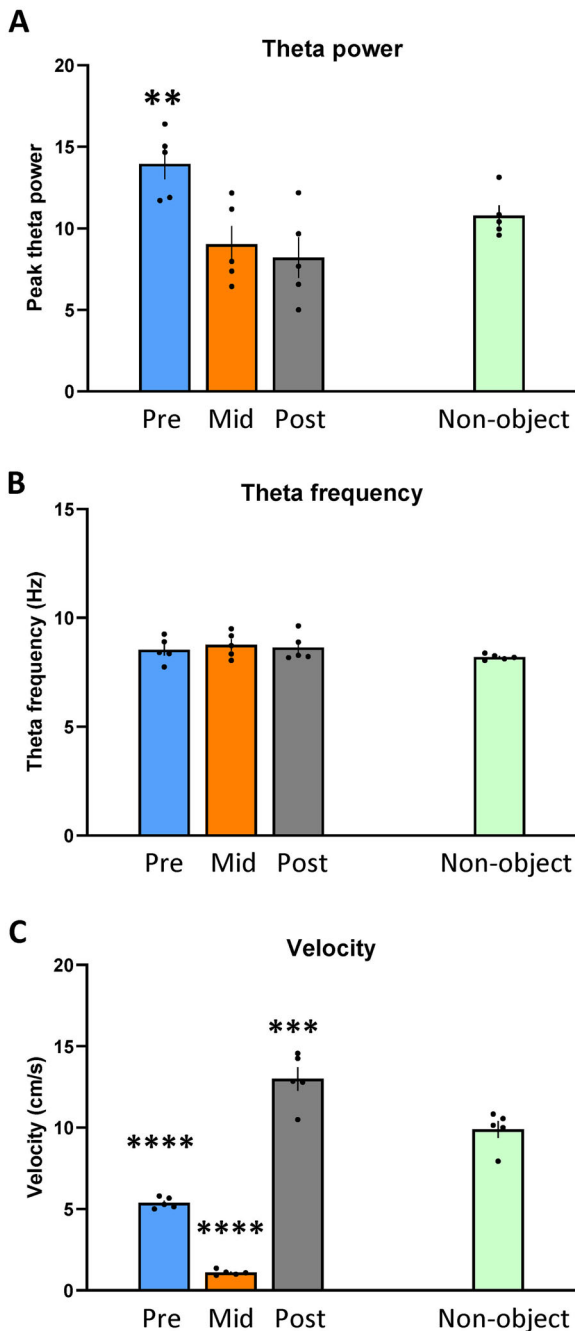 A
Theta power
Peak theta power
20
15
10
5
0
**
Pre Mid Post Non-object
B
Theta frequency
Theta frequency (Hz)
15
10
5
0
Pre Mid Post Non-object
C
Velocity
Velocity (cm/s)
20
15
10
5
0
****
****
***
Pre Mid Post Non-object